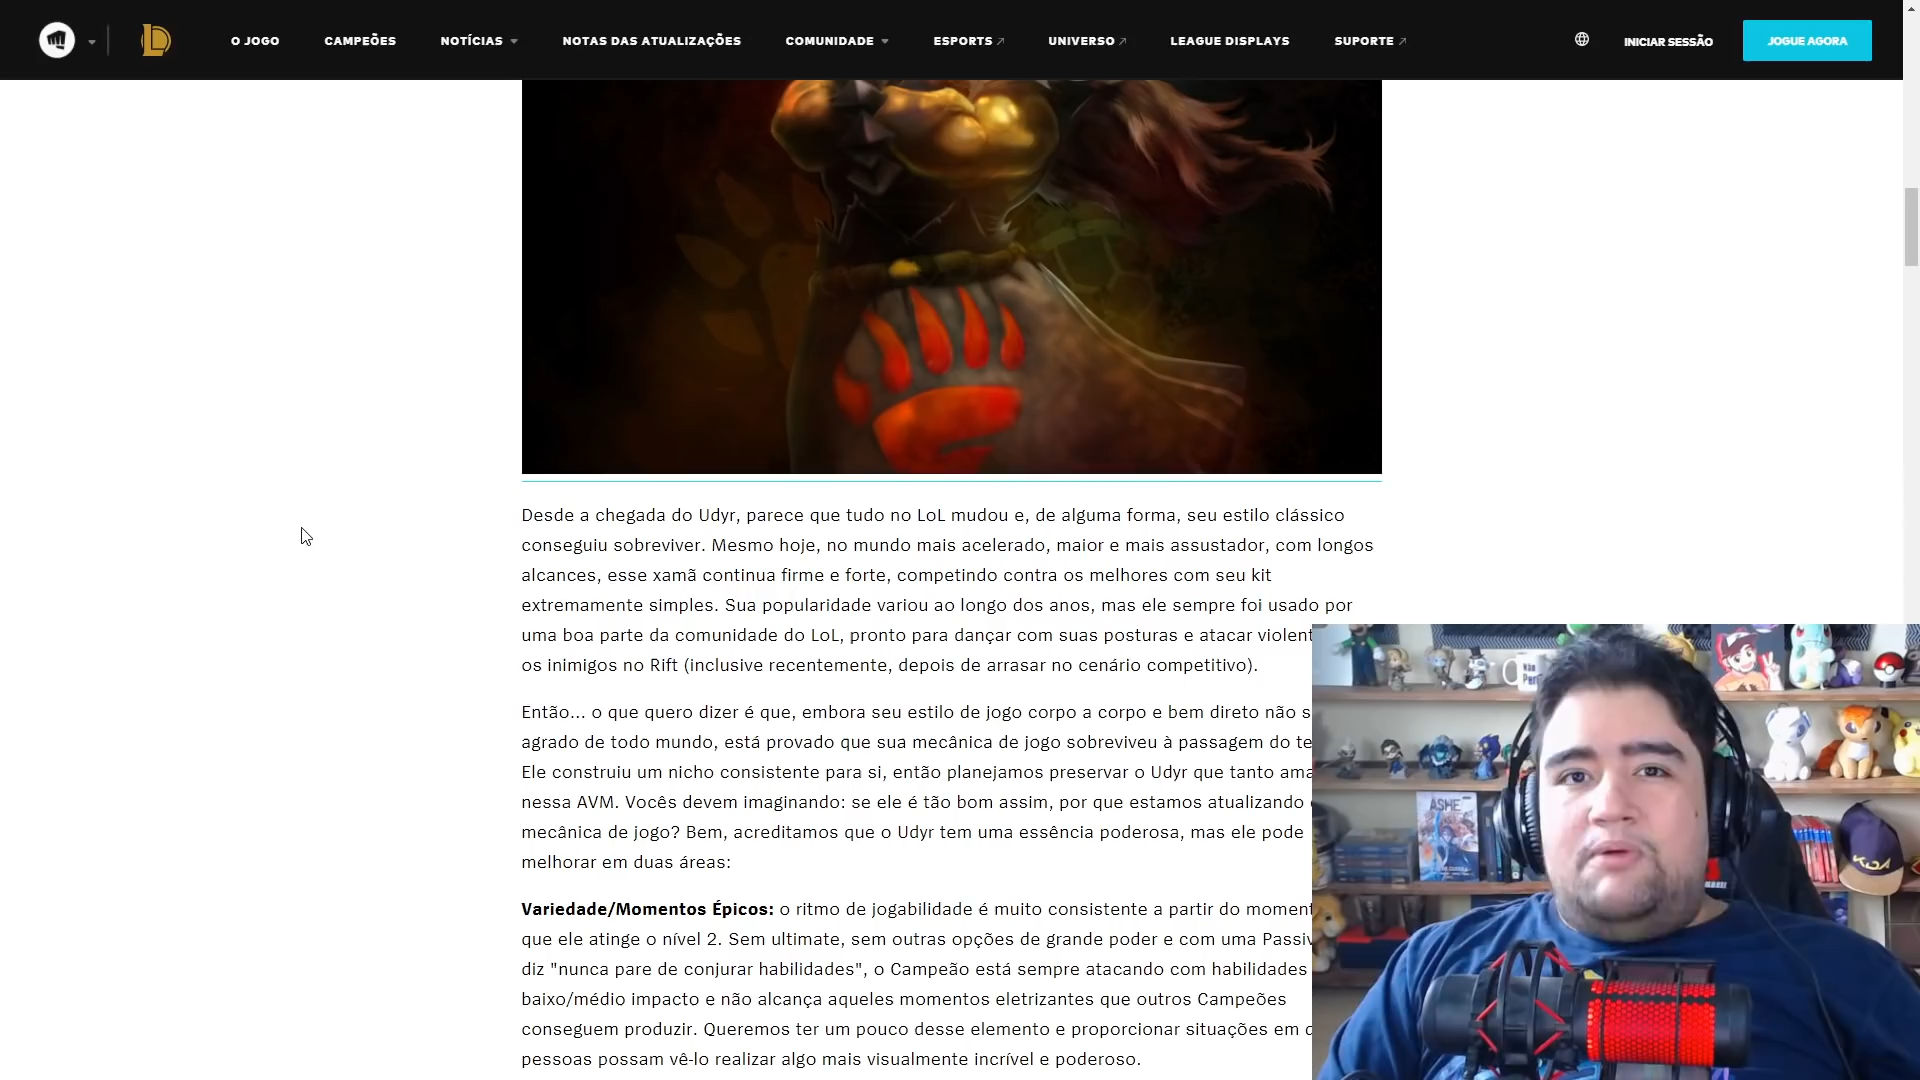 O JOGO
CAMPEÕES
NOTÍCIAS
NOTAS DAS ATUALIZAÇÕES
COMUNIDADE
ESPORTS
UNIVERSO
LEAGUE DISPLAYS
SUPORTE
INICIAR SESSÃO
JOGUE AGORA
Desde a chegada do Udyr, parece que tudo no LoL mudou e, de alguma forma, seu estilo clássico
conseguiu sobreviver. Mesmo hoje, no mundo mais acelerado, maior e mais assustador, com longos
alcances, esse xamã continua firme e forte, competindo contra os melhores com seu kit
extremamente simples. Sua popularidade variou ao longo dos anos, mas ele sempre foi usado por
uma boa parte da comunidade do LoL, pronto para dançar com suas posturas e atacar violent
os inimigos no Rift (inclusive recentemente, depois de arrasar no cenário competitivo).
Então... o que quero dizer é que, embora seu estilo de jogo corpo a corpo e bem direto não s
agrado de todo mundo, está provado que sua mecânica de jogo sobreviveu à passagem do te
Ele construiu um nicho consistente para si, então planejamos preservar o Udyr que tanto ama
nessa AVM. Vocês devem imaginando: se ele é tão bom assim, por que estamos atualizando
mecânica de jogo? Bem, acreditamos que o Udyr tem uma essência poderosa, mas ele pode
melhorar em duas áreas:
Variedade/Momentos Épicos: o ritmo de jogabilidade é muito consistente a partir do moment
que ele atinge o nível 2. Sem ultimate, sem outras opções de grande poder e com uma Passiv
diz "nunca pare de conjurar habilidades", o Campeão está sempre atacando com habilidades
baixo/médio impacto e não alcança aqueles momentos eletrizantes que outros Campeões
conseguem produzir. Queremos ter um pouco desse elemento e proporcionar situações em
pessoas possam vê-lo realizar algo mais visualmente incrível e poderoso.
ASHE